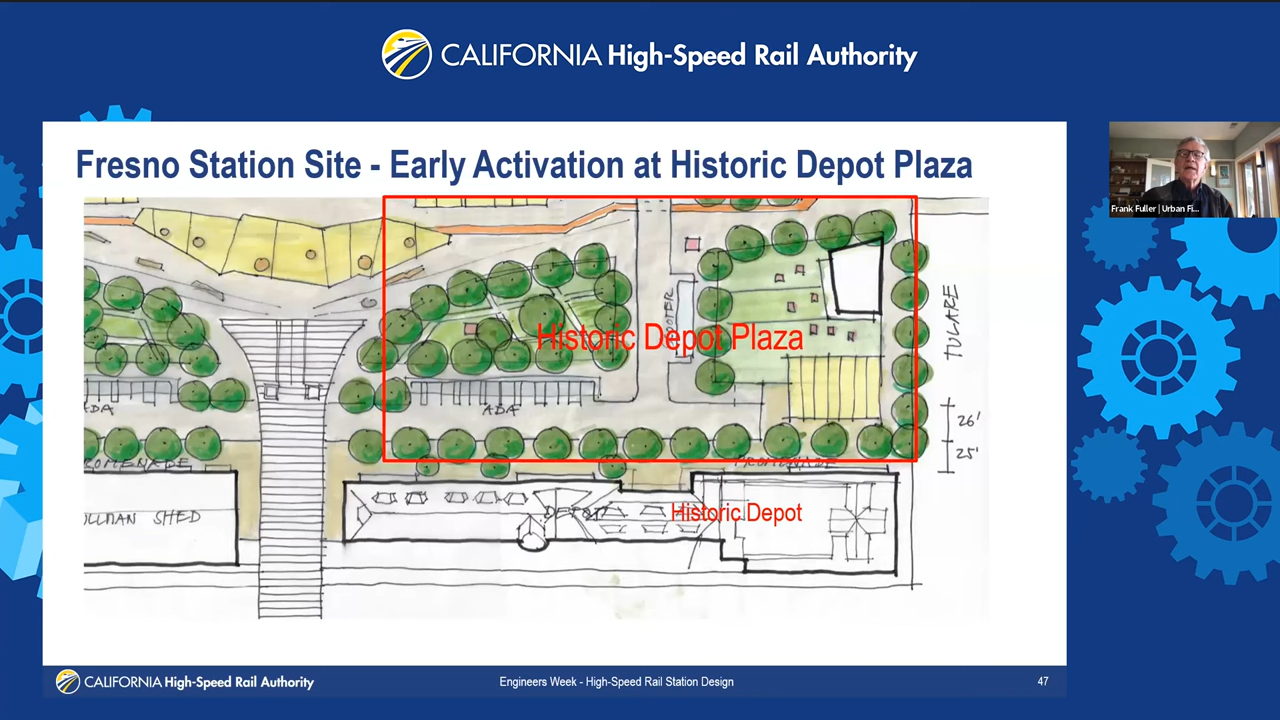 CALIFORNIA High-Speed Rail Authority
Fresno Station Site - Early Activation at Historic Depot Plaza
Frank Fuller | Urban Fi...
Historic Depot Plaza
TULARE
ADA
ADA
26'
25'
PROMENADE
PROMENADE
ULLMAN SHED
DEPOT
Historic Depot
CALIFORNIA High-Speed Rail Authority
Engineers Week - High-Speed Rail Station Design
47